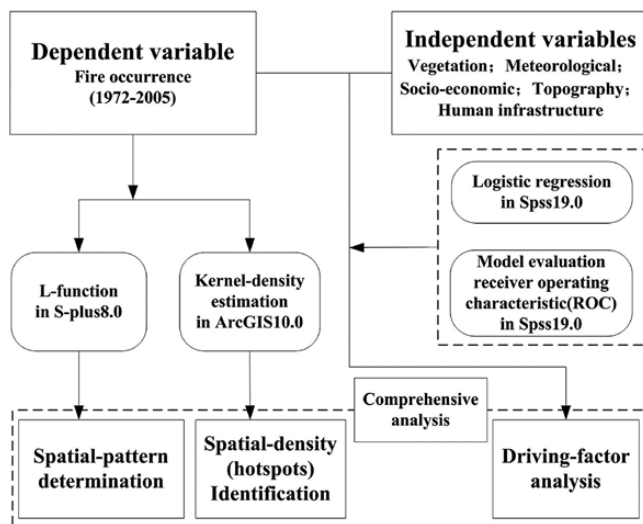 Dependent variable
Fire occurrence
(1972-2005)
Independent variables
Vegetation; Meteorological;
Socio-economic; Topography;
Human infrastructure
Logistic regression
in Spss19.0
Model evaluation
receiver operating
characteristic(ROC)
in Spss19.0
L-function
in S-plus8.0
Kernel-density
estimation
in ArcGIS10.0
Comprehensive
analysis
Spatial-pattern
determination
Spatial-density
(hotspots)
Identification
Driving-factor
analysis